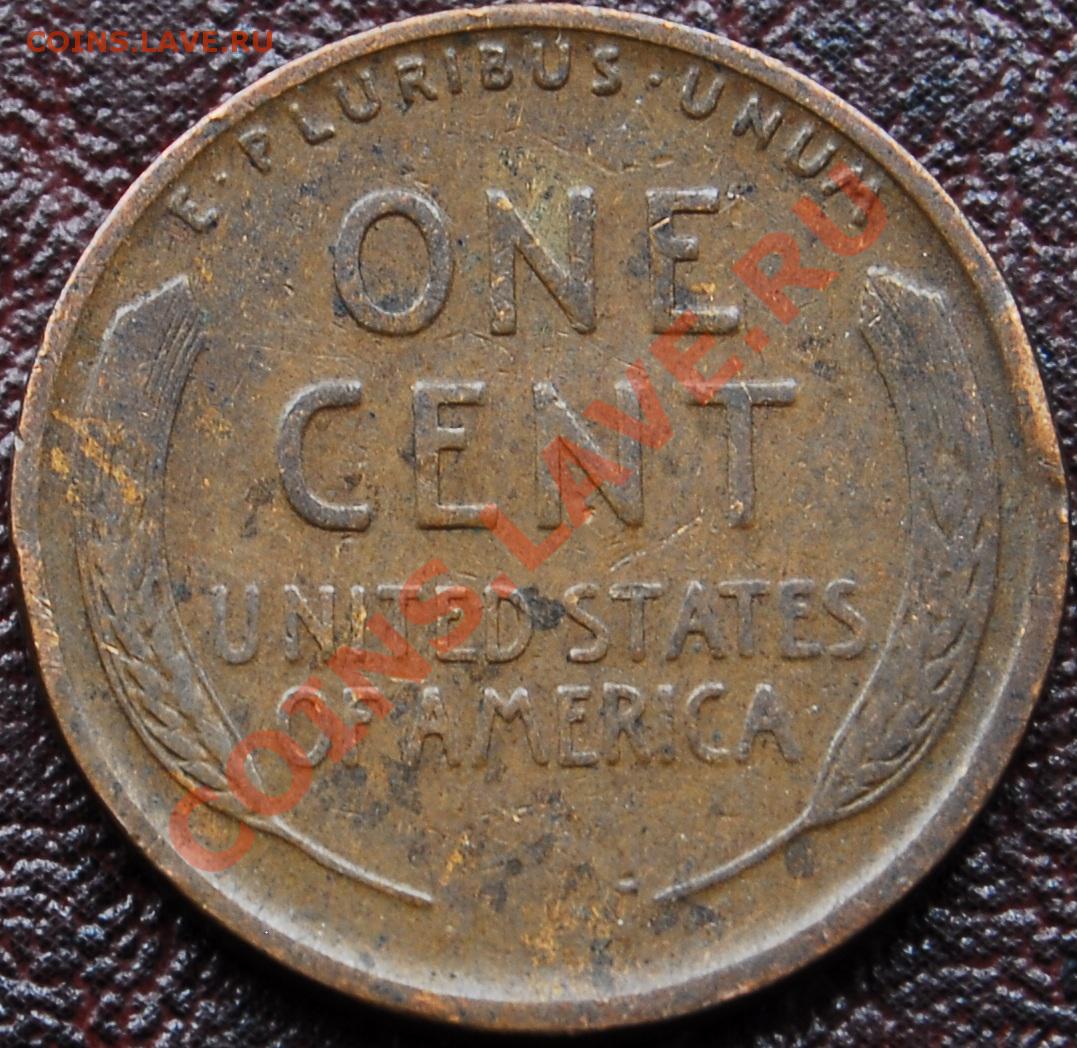 COINS.LAVE.RU
E·PLURIBUS·UNUM
ONE
CENT
UNITED STATES
OF AMERICA
COINS.LAVE.RU